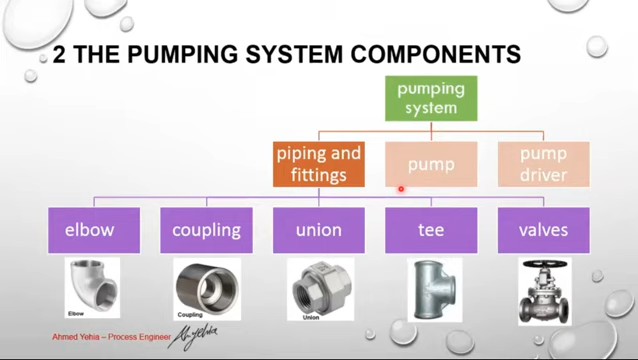 2 THE PUMPING SYSTEM COMPONENTS
pumping
system
piping and
fittings
pump
pump
driver
elbow
coupling
union
tee
valves
Elbow
Coupling
Union
Ahmed Yehia – Process Engineer